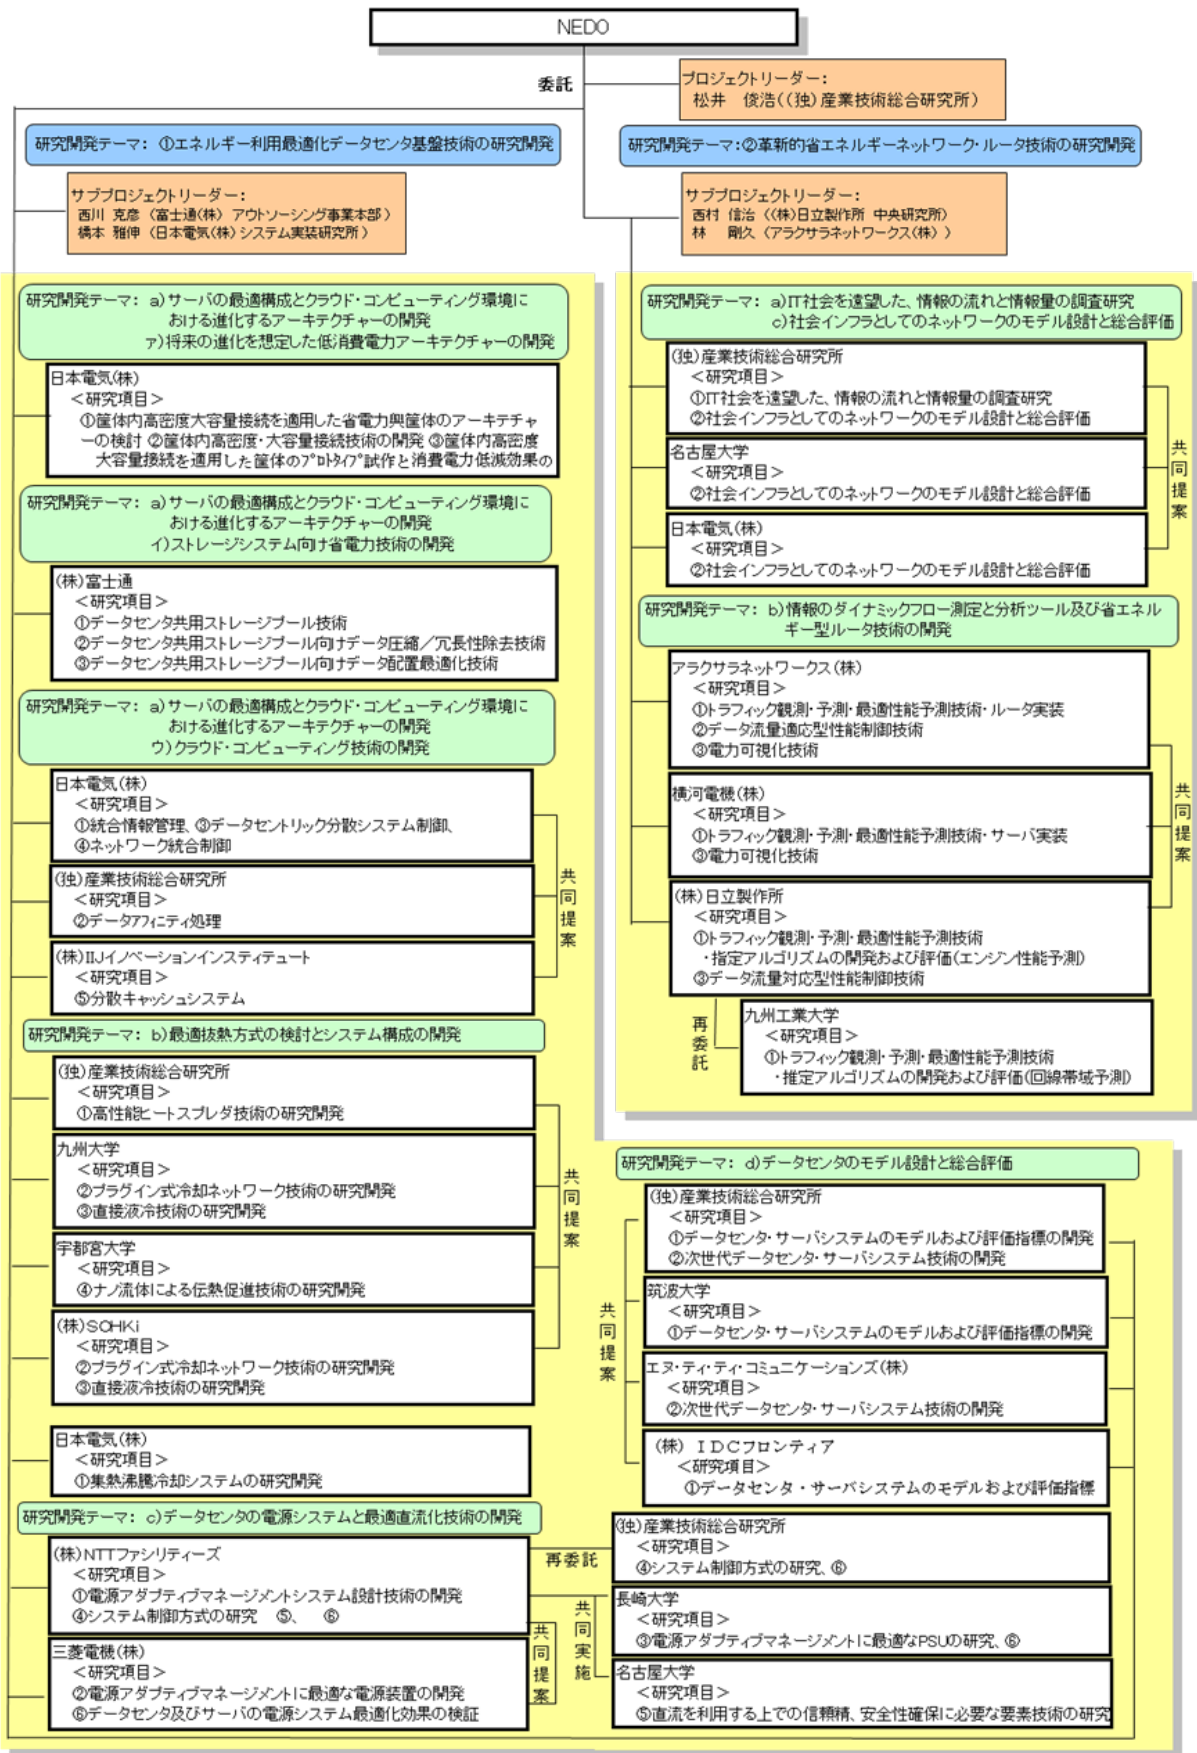 NEDO
委託
プロジェクトリーダー：
松井　俊浩((独)産業技術総合研究所)
研究開発テーマ：①エネルギー利用最適化データセンタ基盤技術の研究開発
サブプロジェクトリーダー：
西川 克彦（富士通(株) アウトソーシング事業本部）
橋本 雅伸（日本電気(株)システム実装研究所）
研究開発テーマ：a)サーバの最適構成とクラウド・コンピューティング環境に
おける進化するアーキテクチャーの開発
ア)将来の進化を想定した低消費電力アーキテクチャーの開発
日本電気(株)
＜研究項目＞
①筐体内高密度大容量接続を適用した省電力與筐体のアーキテチャ
ーの検討 ②筐体内高密度・大容量接続技術の開発 ③筐体内高密度
大容量接続を適用した筐体のﾌﾟﾛﾄﾀｲﾌﾟ試作と消費電力低減効果の
研究開発テーマ：a)サーバの最適構成とクラウド・コンピューティング環境に
おける進化するアーキテクチャーの開発
イ)ストレージシステム向け省電力技術の開発
(株)富士通
＜研究項目＞
①データセンタ共用ストレージプール技術
②データセンタ共用ストレージプール向けデータ圧縮／冗長性除去技術
③データセンタ共用ストレージプール向けデータ配置最適化技術
研究開発テーマ：a)サーバの最適構成とクラウド・コンピューティング環境に
おける進化するアーキテクチャーの開発
ウ)クラウド・コンピューティング技術の開発
日本電気(株)
＜研究項目＞
①統合情報管理、③データセントリック分散システム制御、
④ネットワーク統合制御
(独)産業技術総合研究所
＜研究項目＞
②データアフィニティ処理
(株)IIJイノベーションインスティテュート
＜研究項目＞
⑤分散キャッシュシステム
共同提案
研究開発テーマ：b)最適抜熱方式の検討とシステム構成の開発
(独)産業技術総合研究所
＜研究項目＞
①高性能ヒートスプレダ技術の研究開発
九州大学
＜研究項目＞
②プラグイン式冷却ネットワーク技術の研究開発
③直接液冷技術の研究開発
宇都宮大学
＜研究項目＞
④ナノ流体による伝熱促進技術の研究開発
(株)SOHKi
＜研究項目＞
②プラグイン式冷却ネットワーク技術の研究開発
③直接液冷技術の研究開発
共同提案
日本電気(株)
＜研究項目＞
①集熱沸騰冷却システムの研究開発
研究開発テーマ：c)データセンタの電源システムと最適直流化技術の開発
(株)NTTファシリティーズ
＜研究項目＞
①電源アダプティブマネージメントシステム設計技術の開発
④システム制御方式の研究　⑤、　⑥
三菱電機(株)
＜研究項目＞
②電源アダプティブマネージメントに最適な電源装置の開発
⑥データセンタ及びサーバの電源システム最適化効果の検証
共同提案
再委託
共同実施
(独)産業技術総合研究所
＜研究項目＞
④システム制御方式の研究、⑥
長崎大学
＜研究項目＞
③電源アダプティブマネージメントに最適なPSUの研究、⑥
名古屋大学
＜研究項目＞
⑤直流を利用する上での信頼精、安全性確保に必要な要素技術の研究
研究開発テーマ：d)データセンタのモデル設計と総合評価
(独)産業技術総合研究所
＜研究項目＞
①データセンタ・サーバシステムのモデルおよび評価指標の開発
②次世代データセンタ・サーバシステム技術の開発
筑波大学
＜研究項目＞
①データセンタ・サーバシステムのモデルおよび評価指標の開発
エヌ・ティ・ティ・コミュニケーションズ(株)
＜研究項目＞
②次世代データセンタ・サーバシステム技術の開発
(株) ＩＤＣフロンティア
＜研究項目＞
①データセンタ・サーバシステムのモデルおよび評価指標
共同提案
研究開発テーマ：②革新的省エネルギーネットワーク・ルータ技術の研究開発
サブプロジェクトリーダー：
西村 信治（(株)日立製作所 中央研究所）
林　 剛久（アラクサラネットワークス(株)）
研究開発テーマ：a)IT社会を遠望した、情報の流れと情報量の調査研究
c)社会インフラとしてのネットワークのモデル設計と総合評価
(独)産業技術総合研究所
＜研究項目＞
①IT社会を遠望した、情報の流れと情報量の調査研究
②社会インフラとしてのネットワークのモデル設計と総合評価
名古屋大学
＜研究項目＞
②社会インフラとしてのネットワークのモデル設計と総合評価
日本電気(株)
＜研究項目＞
②社会インフラとしてのネットワークのモデル設計と総合評価
共同提案
研究開発テーマ：b)情報のダイナミックフロー測定と分析ツール及び省エネル
ギー型ルータ技術の開発
アラクサラネットワークス(株)
＜研究項目＞
①トラフィック観測・予測・最適性能予測技術・ルータ実装
②データ流量適応型性能制御技術
③電力可視化技術
横河電機(株)
＜研究項目＞
①トラフィック観測・予測・最適性能予測技術・サーバ実装
③電力可視化技術
(株)日立製作所
＜研究項目＞
①トラフィック観測・予測・最適性能予測技術
・指定アルゴリズムの開発および評価(エンジン性能予測)
③データ流量対応型性能制御技術
共同提案
再委託
九州工業大学
＜研究項目＞
①トラフィック観測・予測・最適性能予測技術
・推定アルゴリズムの開発および評価(回線帯域予測)